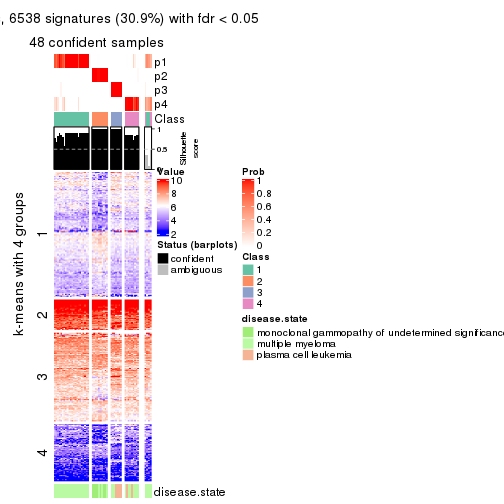 , 6538 signatures (30.9%) with fdr < 0.05
48 confident samples
p1
p2
p3
p4
Class
1
0.5
0
Silhouette
score
k-means with 4 groups
1
2
3
4
disease.state
Value
10
8
6
4
2
Status (barplots)
confident
ambiguous
Prob
1
0.8
0.6
0.4
0.2
0
Class
1
2
3
4
disease.state
monoclonal gammopathy of undetermined significance
multiple myeloma
plasma cell leukemia